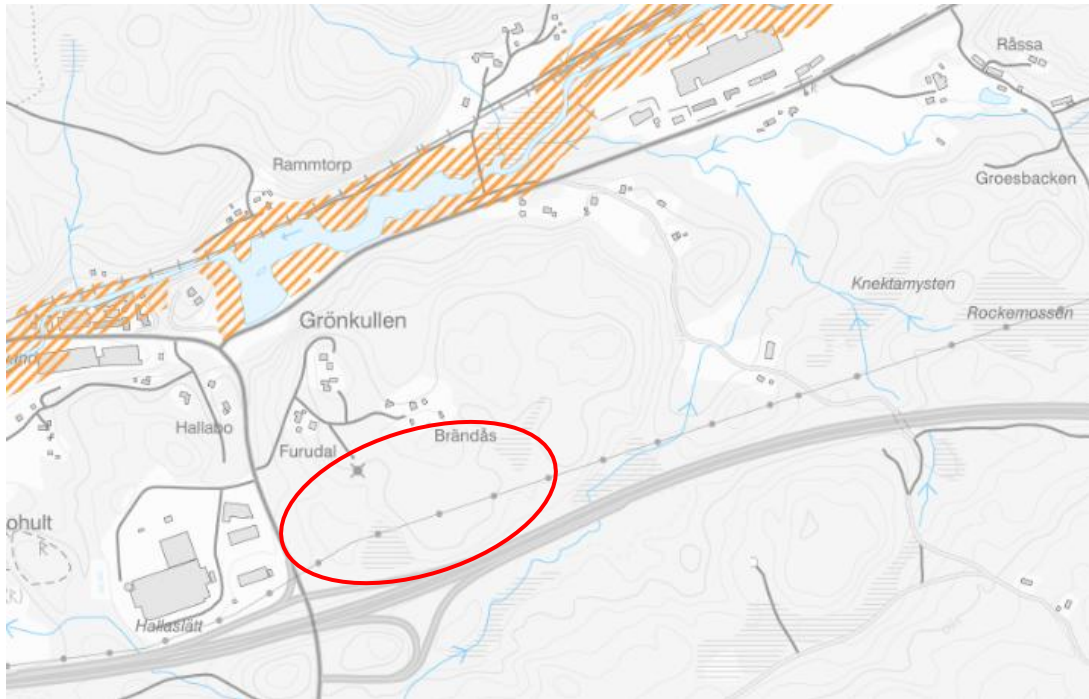 Råssa
Rammtorp
Groesbacken
Knektamysten
Rockemossen
Grönkullen
Hallabo
Brändås
Furudal
ohult
Hallaslätt